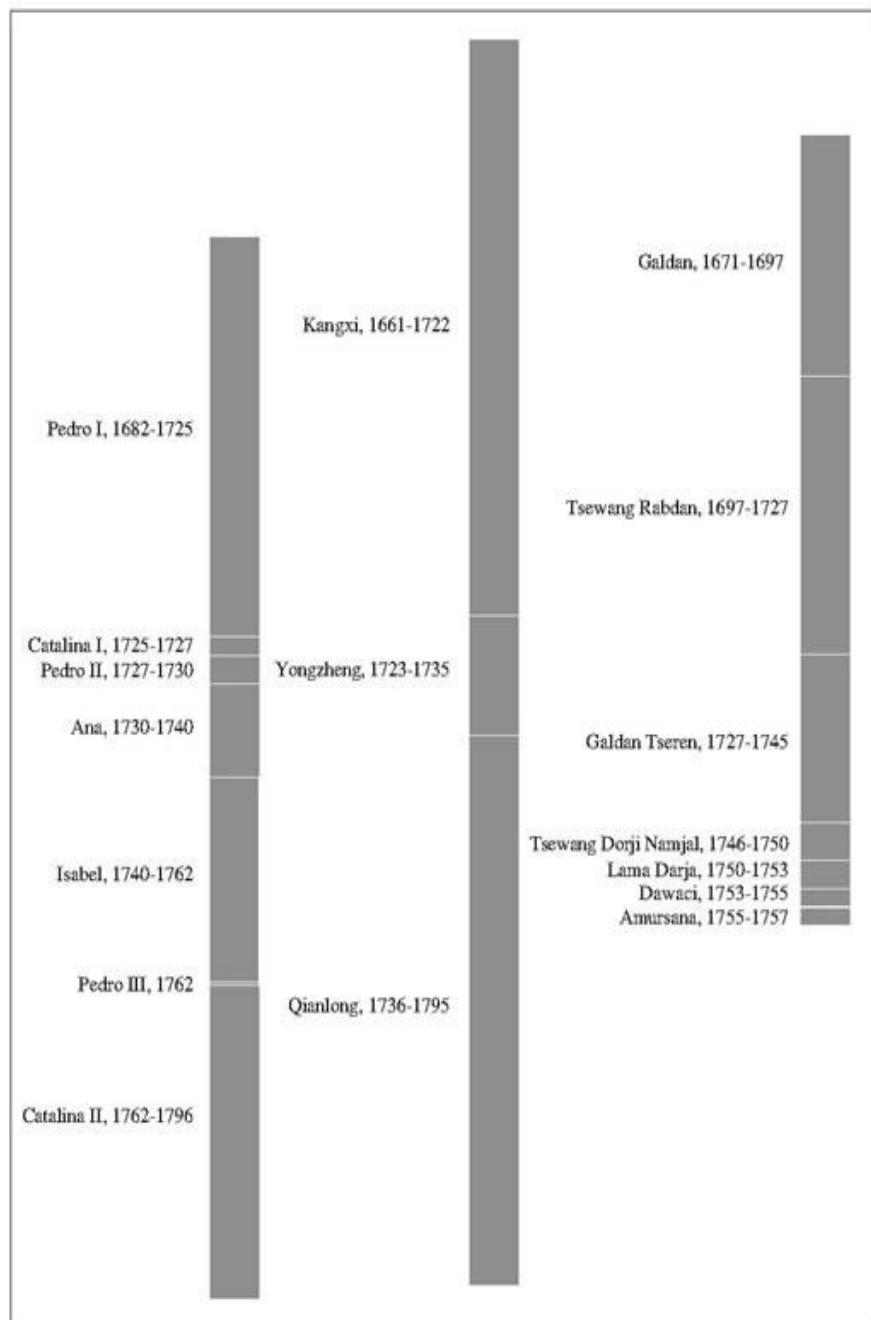 Pedro I, 1682-1725
Catalina I, 1725-1727
Pedro II, 1727-1730
Ana, 1730-1740
Isabel, 1740-1762
Pedro III, 1762
Catalina II, 1762-1796
Kangxi, 1661-1722
Yongzheng, 1723-1735
Qianlong, 1736-1795
Galdan, 1671-1697
Tsewang Rabdan, 1697-1727
Galdan Tseren, 1727-1745
Tsewang Dorji Namjal, 1746-1750
Lama Darja, 1750-1753
Dawaci, 1753-1755
Amursana, 1755-1757